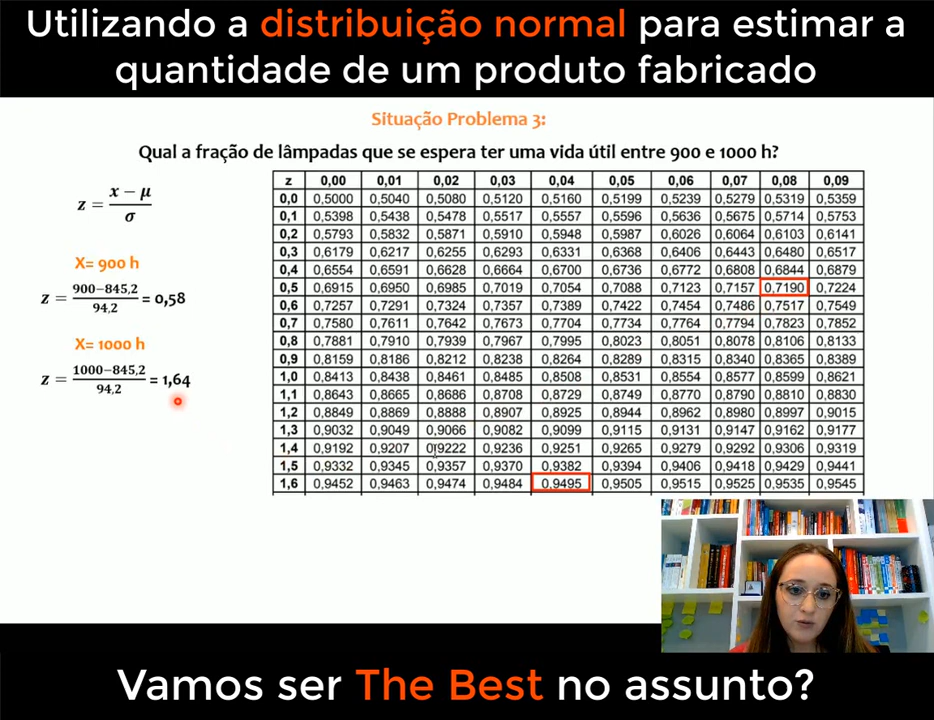 Utilizando a distribuição normal para estimar a
quantidade de um produto fabricado
Situação Problema 3:
Qual a fração de lâmpadas que se espera ter uma vida útil entre 900 e 1000 h?
z = x − μ / σ
X= 900 h
z = 900−845,2 / 94,2 = 0,58
X= 1000 h
z = 1000−845,2 / 94,2 = 1,64
z 0,00 0,01 0,02 0,03 0,04 0,05 0,06 0,07 0,08 0,09
0,0 0,5000 0,5040 0,5080 0,5120 0,5160 0,5199 0,5239 0,5279 0,5319 0,5359
0,1 0,5398 0,5438 0,5478 0,5517 0,5557 0,5596 0,5636 0,5675 0,5714 0,5753
0,2 0,5793 0,5832 0,5871 0,5910 0,5948 0,5987 0,6026 0,6064 0,6103 0,6141
0,3 0,6179 0,6217 0,6255 0,6293 0,6331 0,6368 0,6406 0,6443 0,6480 0,6517
0,4 0,6554 0,6591 0,6628 0,6664 0,6700 0,6736 0,6772 0,6808 0,6844 0,6879
0,5 0,6915 0,6950 0,6985 0,7019 0,7054 0,7088 0,7123 0,7157 0,7190 0,7224
0,6 0,7257 0,7291 0,7324 0,7357 0,7389 0,7422 0,7454 0,7486 0,7517 0,7549
0,7 0,7580 0,7611 0,7642 0,7673 0,7704 0,7734 0,7764 0,7794 0,7823 0,7852
0,8 0,7881 0,7910 0,7939 0,7967 0,7995 0,8023 0,8051 0,8078 0,8106 0,8133
0,9 0,8159 0,8186 0,8212 0,8238 0,8264 0,8289 0,8315 0,8340 0,8365 0,8389
1,0 0,8413 0,8438 0,8461 0,8485 0,8508 0,8531 0,8554 0,8577 0,8599 0,8621
1,1 0,8643 0,8665 0,8686 0,8708 0,8729 0,8749 0,8770 0,8790 0,8810 0,8830
1,2 0,8849 0,8869 0,8888 0,8907 0,8925 0,8944 0,8962 0,8980 0,8997 0,9015
1,3 0,9032 0,9049 0,9066 0,9082 0,9099 0,9115 0,9131 0,9147 0,9162 0,9177
1,4 0,9192 0,9207 0,9222 0,9236 0,9251 0,9265 0,9279 0,9292 0,9306 0,9319
1,5 0,9332 0,9345 0,9357 0,9370 0,9382 0,9394 0,9406 0,9418 0,9429 0,9441
1,6 0,9452 0,9463 0,9474 0,9484 0,9495 0,9505 0,9515 0,9525 0,9535 0,9545
Vamos ser The Best no assunto?